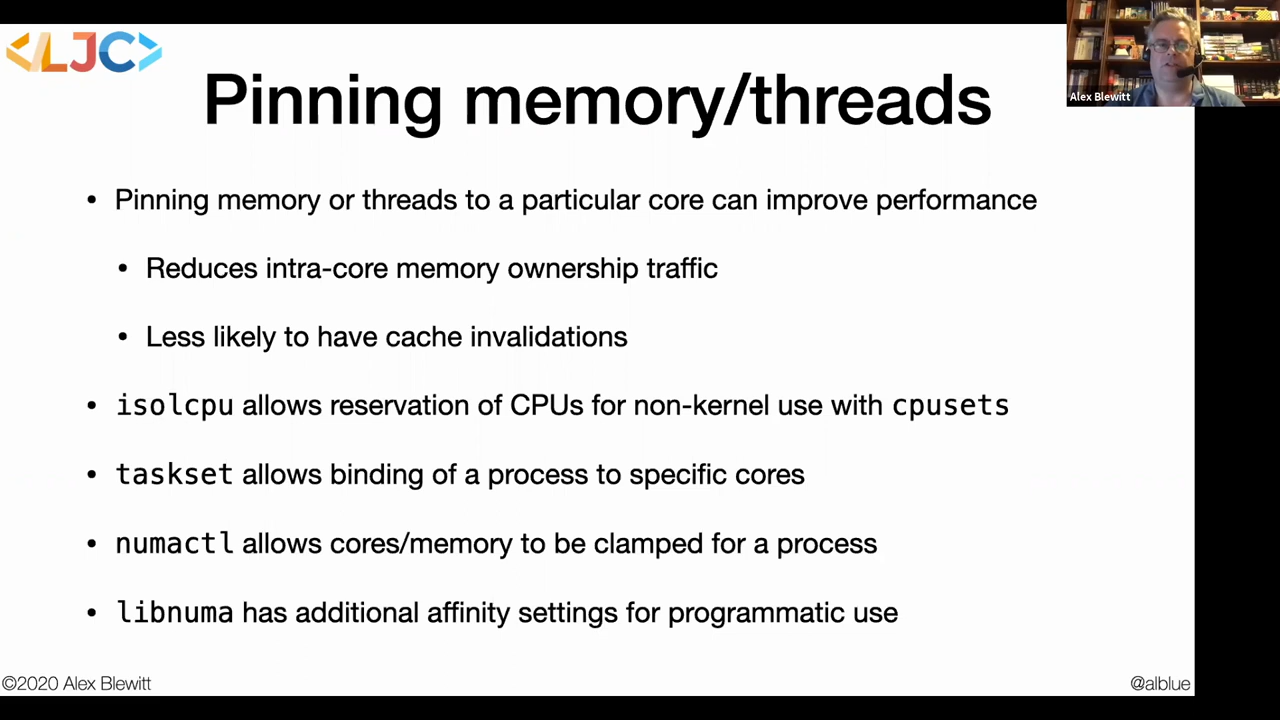 <LJC>
Alex Blewitt
Pinning memory/threads
• Pinning memory or threads to a particular core can improve performance
• Reduces intra-core memory ownership traffic
• Less likely to have cache invalidations
• isolcpu allows reservation of CPUs for non-kernel use with cpusets
• taskset allows binding of a process to specific cores
• numactl allows cores/memory to be clamped for a process
• libnuma has additional affinity settings for programmatic use
©2020 Alex Blewitt
@alblue